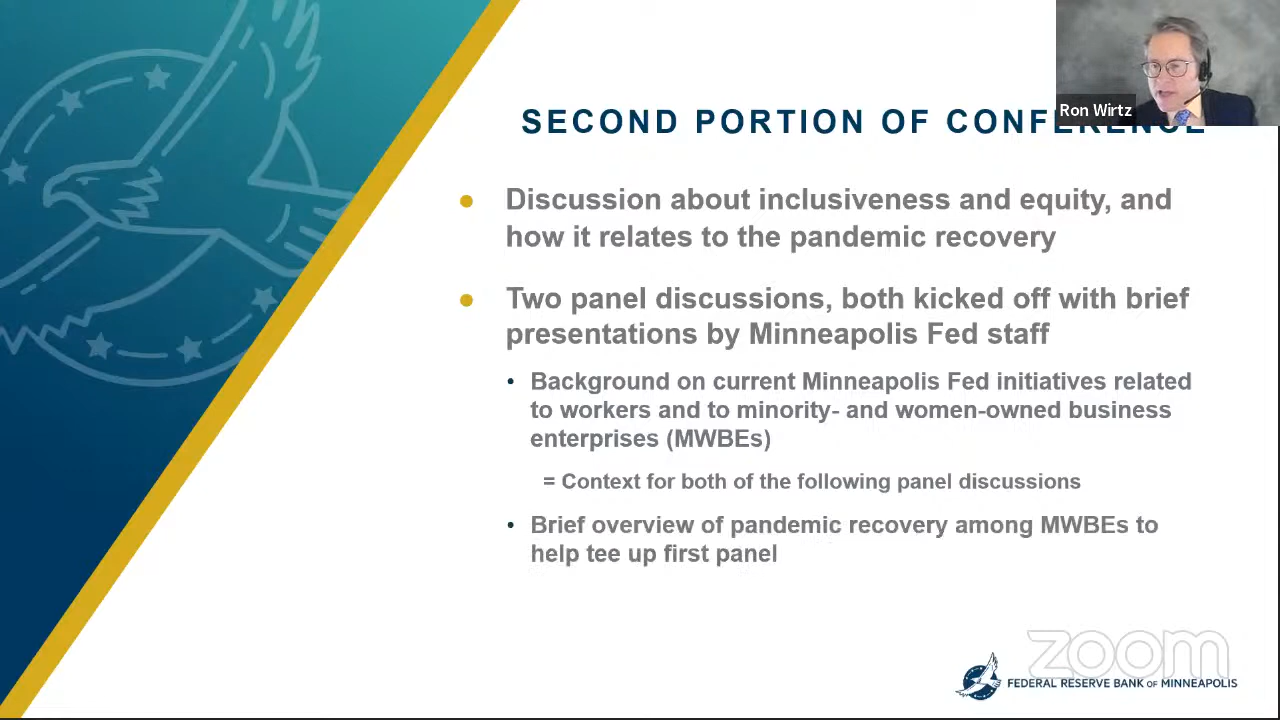 SECOND PORTION OF CONFERENCE
Ron Wirtz
● Discussion about inclusiveness and equity, and
how it relates to the pandemic recovery
● Two panel discussions, both kicked off with brief
presentations by Minneapolis Fed staff
• Background on current Minneapolis Fed initiatives related
to workers and to minority- and women-owned business
enterprises (MWBEs)
= Context for both of the following panel discussions
• Brief overview of pandemic recovery among MWBEs to
help tee up first panel
zoom
FEDERAL RESERVE BANK OF MINNEAPOLIS